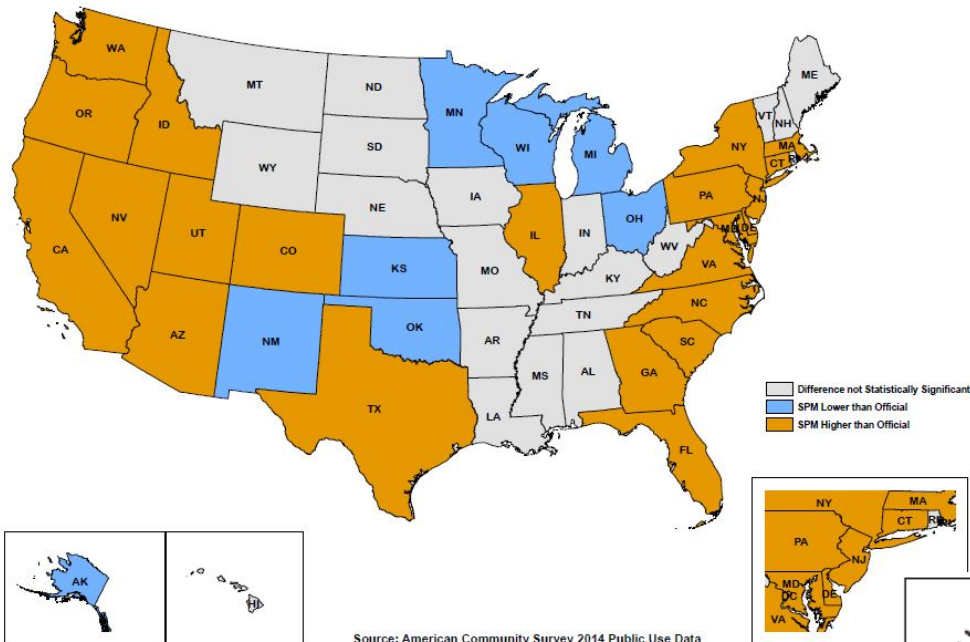 WA
MT
ND
MN
ME
OR
ID
SD
WI
MI
VT
NH
WY
NY
MA
CT
IA
NE
PA
NJ
NV
UT
CO
IL
IN
OH
MD
DE
CA
KS
MO
WV
VA
KY
AZ
NM
OK
TN
NC
AR
SC
TX
MS
AL
GA
LA
FL
Difference not Statistically Significant
SPM Lower than Official
SPM Higher than Official
NY
MA
CT
RI
PA
NJ
MD
DC
DE
VA
VA
AK
HI
Source: American Community Survey 2014 Public Use Data